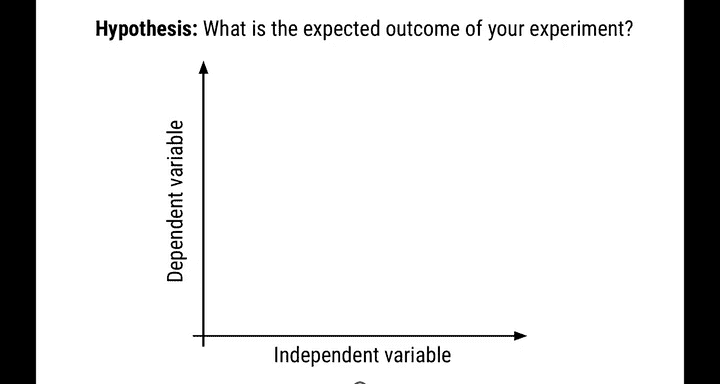 Hypothesis: What is the expected outcome of your experiment?
Dependent variable
Independent variable